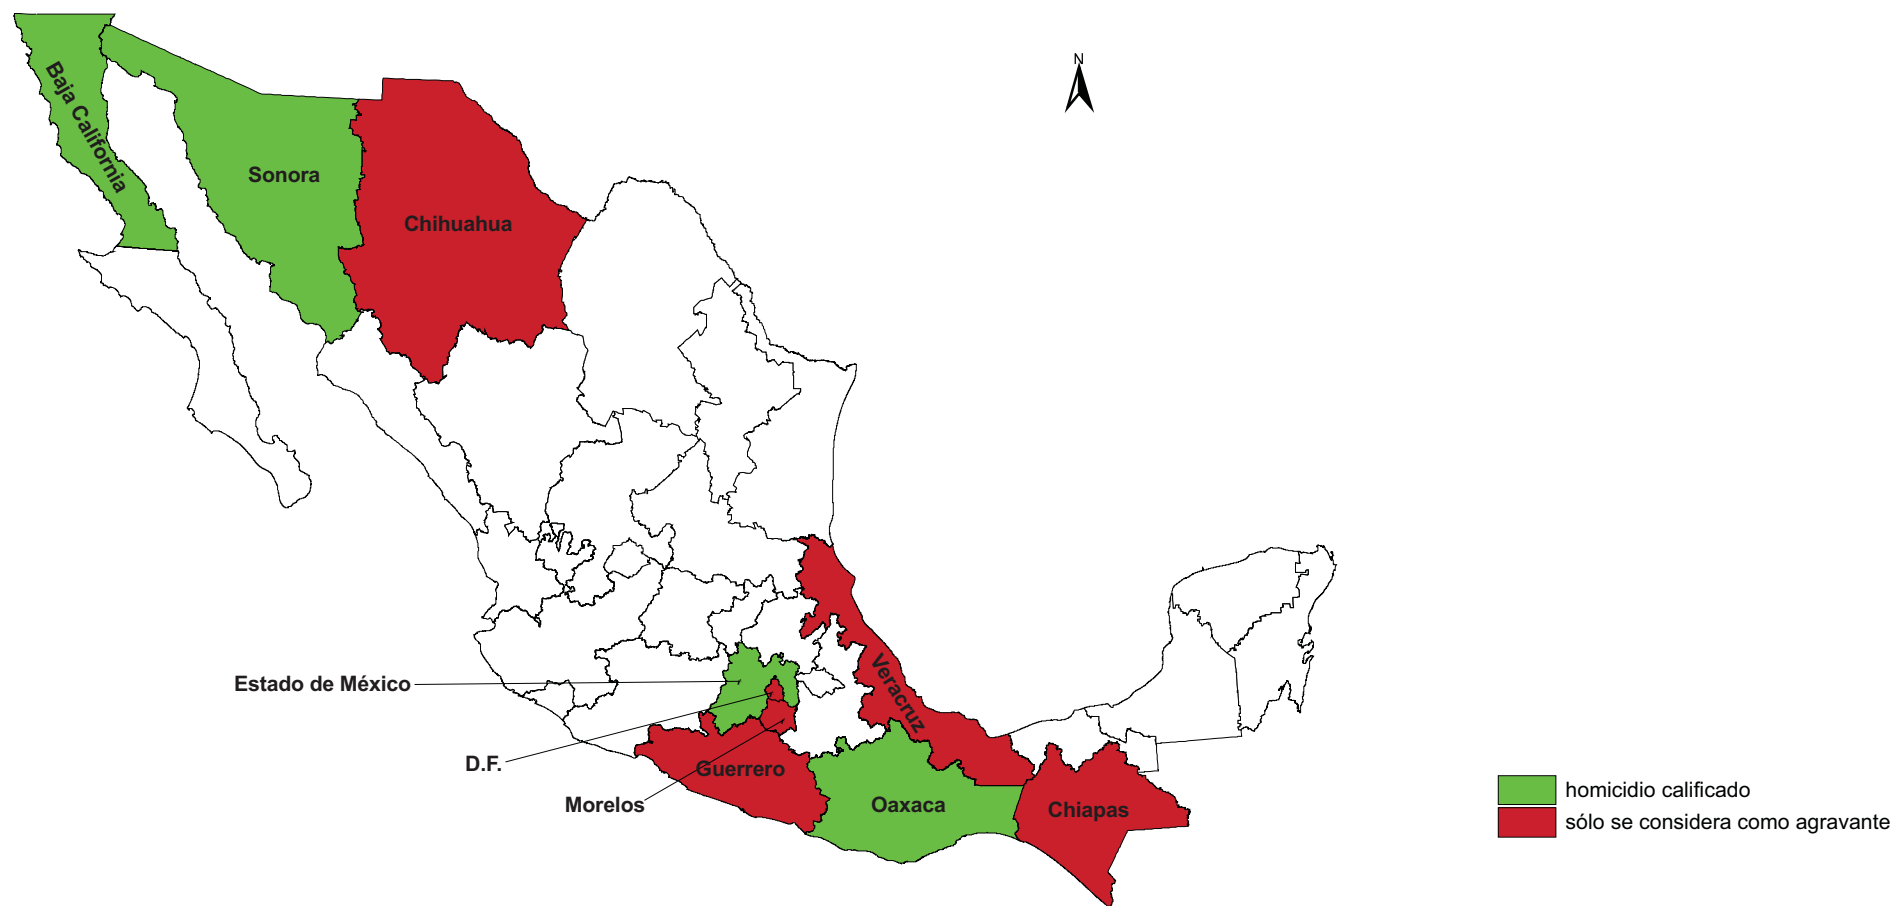 N
Baja California
Sonora
Chihuahua
Estado de México
Veracruz
D.F.
Guerrero
Morelos
Oaxaca
Chiapas
homicidio calificado
sólo se considera como agravante